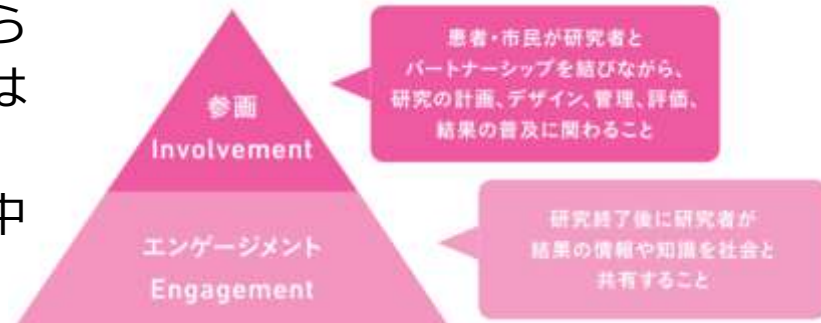 ら
は
中
参画
Involvement
エンゲージメント
Engagement
患者・市民が研究者と
パートナーシップを結びながら、
研究の計画、デザイン、管理、評価、
結果の普及に関わること
研究終了後に研究者が
結果の情報や知識を社会と
共有すること